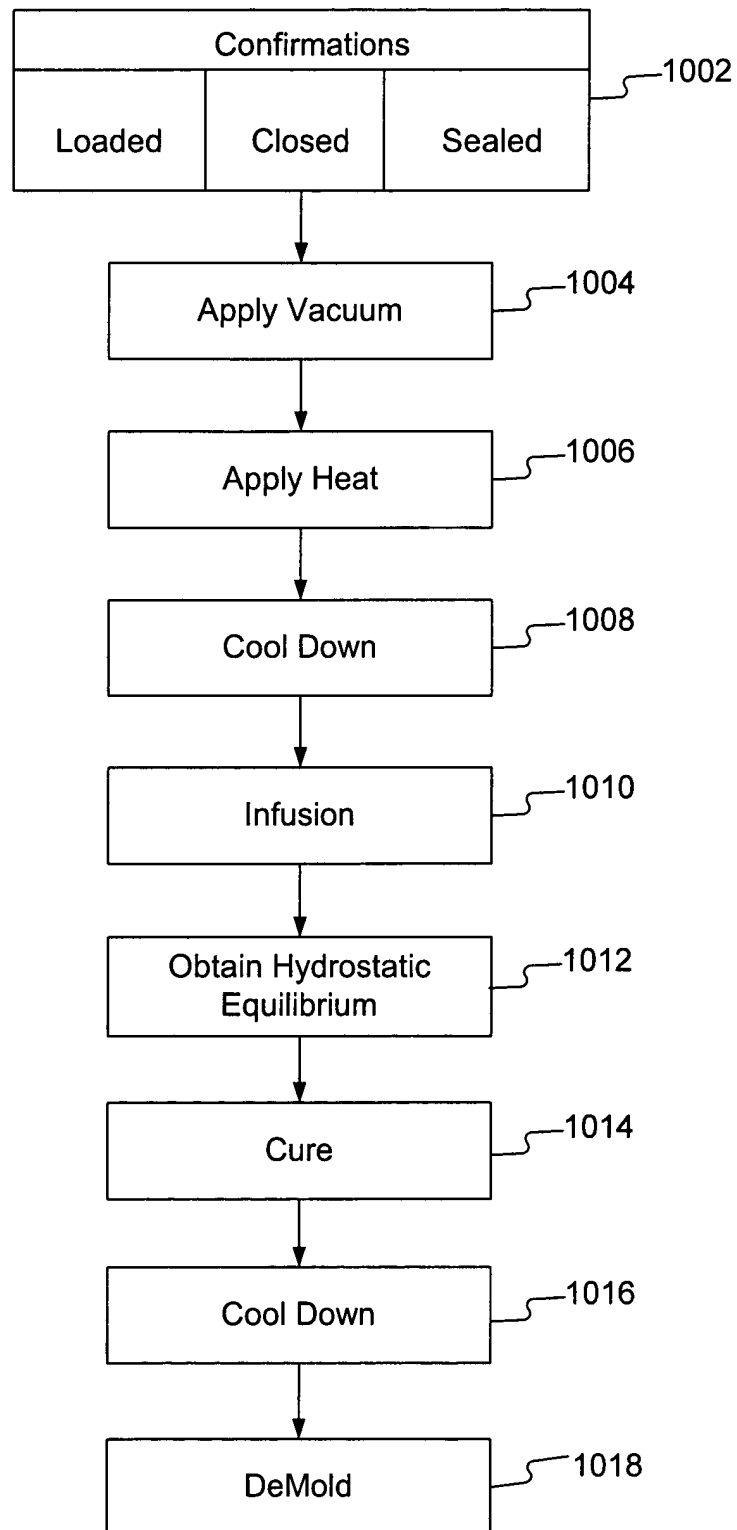 Confirmations
1002
Loaded Closed Sealed
1004
Apply Vacuum
1006
Apply Heat
1008
Cool Down
1010
Infusion
1012
Obtain Hydrostatic
Equilibrium
1014
Cure
1016
Cool Down
1018
DeMold